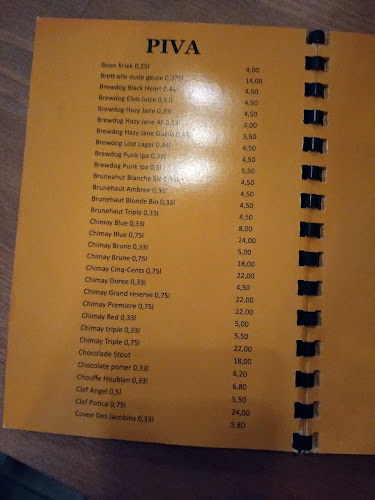 PIVA
Boon Kriek 0,25l 4,00
Brett-elle oude geuze 0,375l 14,00
Brewdog Black Heart 0,44l 4,50
Brewdog Elvis Juice 0,33l 4,50
Brewdog Hazy Jane 0,33l 4,50
Brewdog Hazy Jane AF 0,33l 4,00
Brewdog Hazy Jane Guava 5,50
Brewdog Lost Lager 0,44l 4,50
Brewdog Punk ipa 0,33l 4,50
Brewdog Punk ipa 0,5l 5,50
Bruneahut Blanche 0,33l 4,50
Brunehaut Ambree 0,33l 4,50
Brunehaut Blonde Bio 0,33l 4,50
Brunehaut Triple 0,33l 4,50
Chimay Blue 0,33l 8,00
Chimay Blue 0,75l 24,00
Chimay Brune 0,33l 5,00
Chimay Brune 0,75l 18,00
Chimay Cinq-Cents 0,75l 22,00
Chimay Doree 0,33l 4,50
Chimay Grand reserve 0,75l 22,00
Chimay Premiere 0,75l 22,00
Chimay Red 0,33l 5,00
Chimay triple 0,33l 5,50
Chimay Triple 0,75l 22,00
Chocolade Stout 18,00
Chocolate porter 0,33l 6,20
Chouffe Houblan 0,33l 6,80
Clef Angel 0,5l 5,50
Clef Potica 0,75l 24,00
Cuvee Des Jacobins 0,33l 5.80